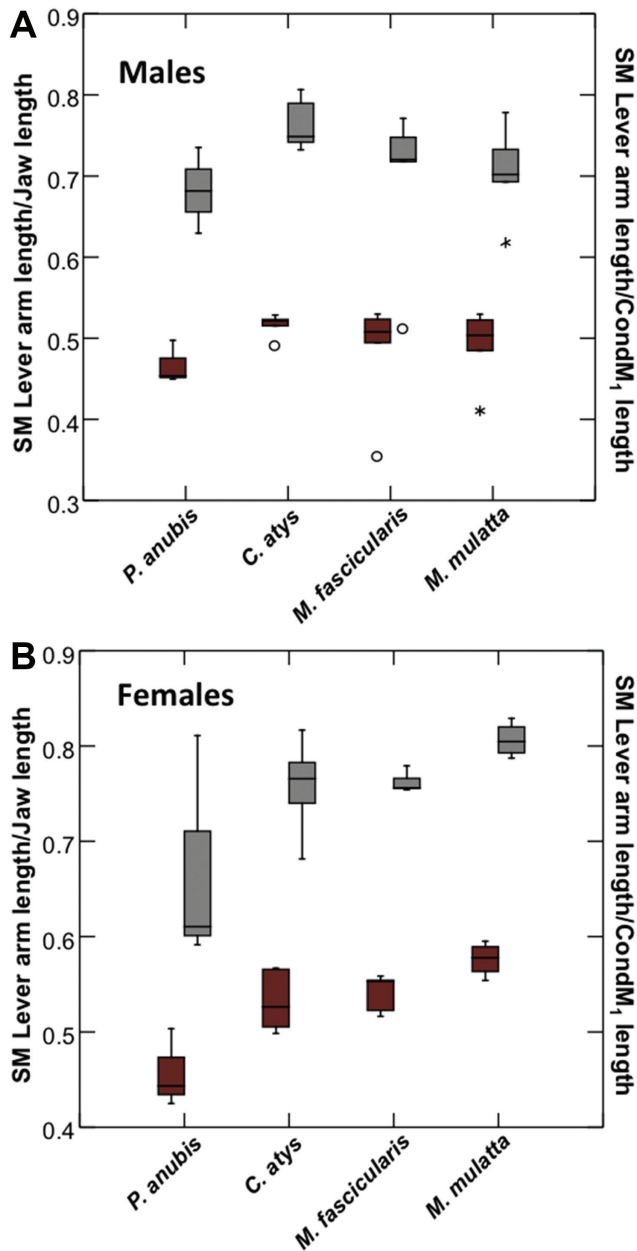 A
Males
SM Lever arm length/Jaw length
0.9
0.8
0.7
0.6
0.5
0.4
0.3
SM Lever arm length/CondM1 length
P. anubis
C. atys
M. fascicularis
M. mulatta
B
Females
SM Lever arm length/Jaw length
0.9
0.8
0.7
0.6
0.5
0.4
SM Lever arm length/CondM1 length
P. anubis
C. atys
M. fascicularis
M. mulatta